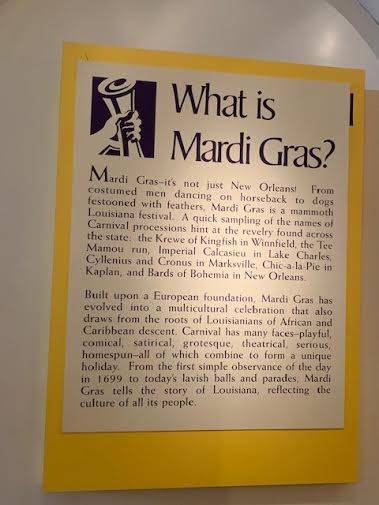 What is
Mardi Gras?
Mardi Gras–it's not just New Orleans! From
costumed men dancing on horseback to dogs
festooned with feathers, Mardi Gras is a mammoth
Louisiana festival. A quick sampling of the names of
Carnival processions hint at the revelry found across
the state: the Krewe of Kingfish in Winnfield, the Tee
Mamou run, Imperial Calcasieu in Lake Charles,
Cyllenius and Cronus in Marksville, Chic-a-la-Pie in
Kaplan, and Bards of Bohemia in New Orleans.
Built upon a European foundation, Mardi Gras has
evolved into a multicultural celebration that also
draws from the roots of Louisianians of African and
Caribbean descent. Carnival has many faces–playful,
comical, satirical, grotesque, theatrical, serious,
homespun–all of which combine to form a unique
holiday. From the first simple observance of the day
in 1699 to today's lavish balls and parades, Mardi
Gras tells the story of Louisiana, reflecting the
culture of all its people.